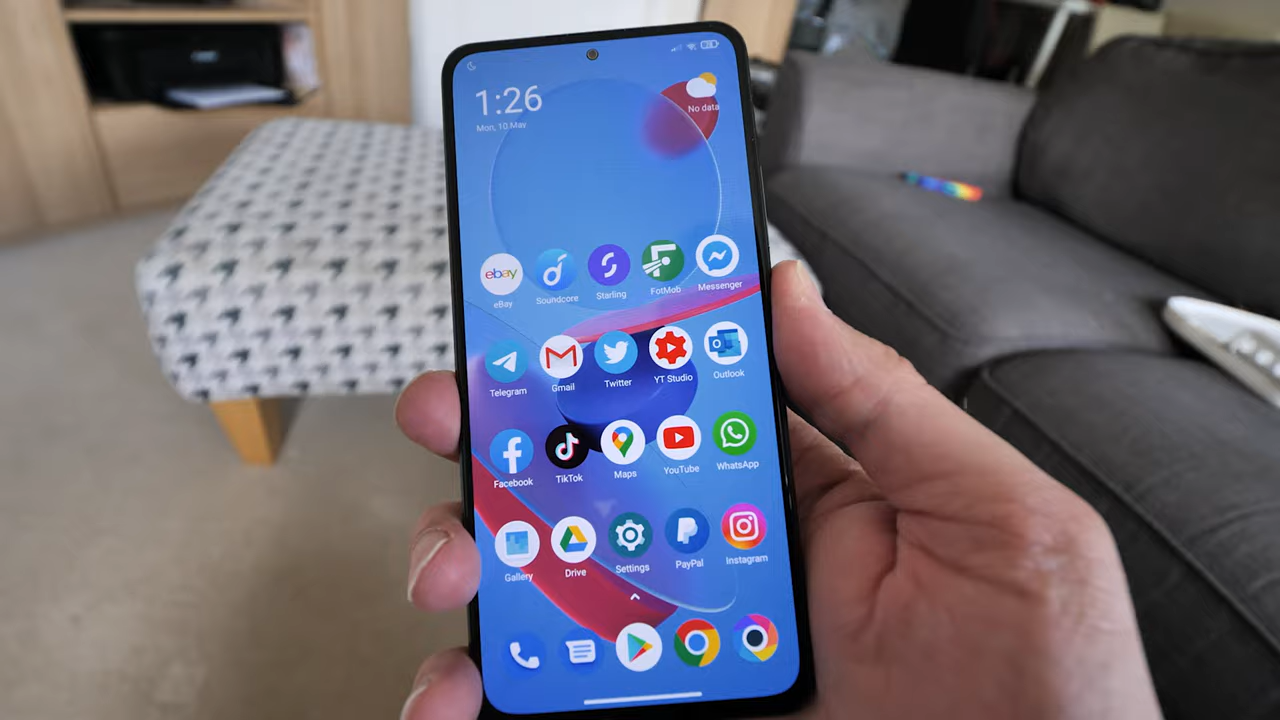 1:26
Mon, 10 May
No data
ebay
eBay
Soundcore
Starling
FotMob
Messenger
Telegram
Gmail
Twitter
YT Studio
Outlook
Facebook
TikTok
Maps
YouTube
WhatsApp
Gallery
Drive
Settings
PayPal
Instagram